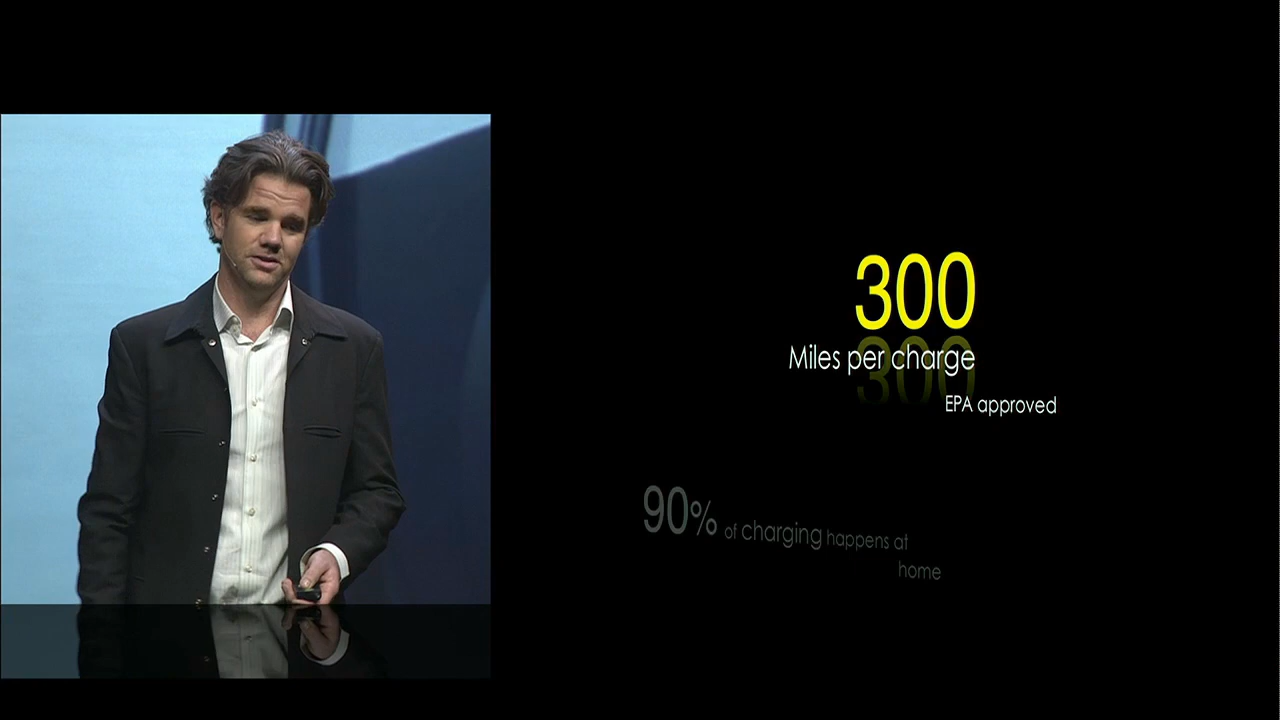 300
Miles per charge
EPA approved
90% of charging happens at
home